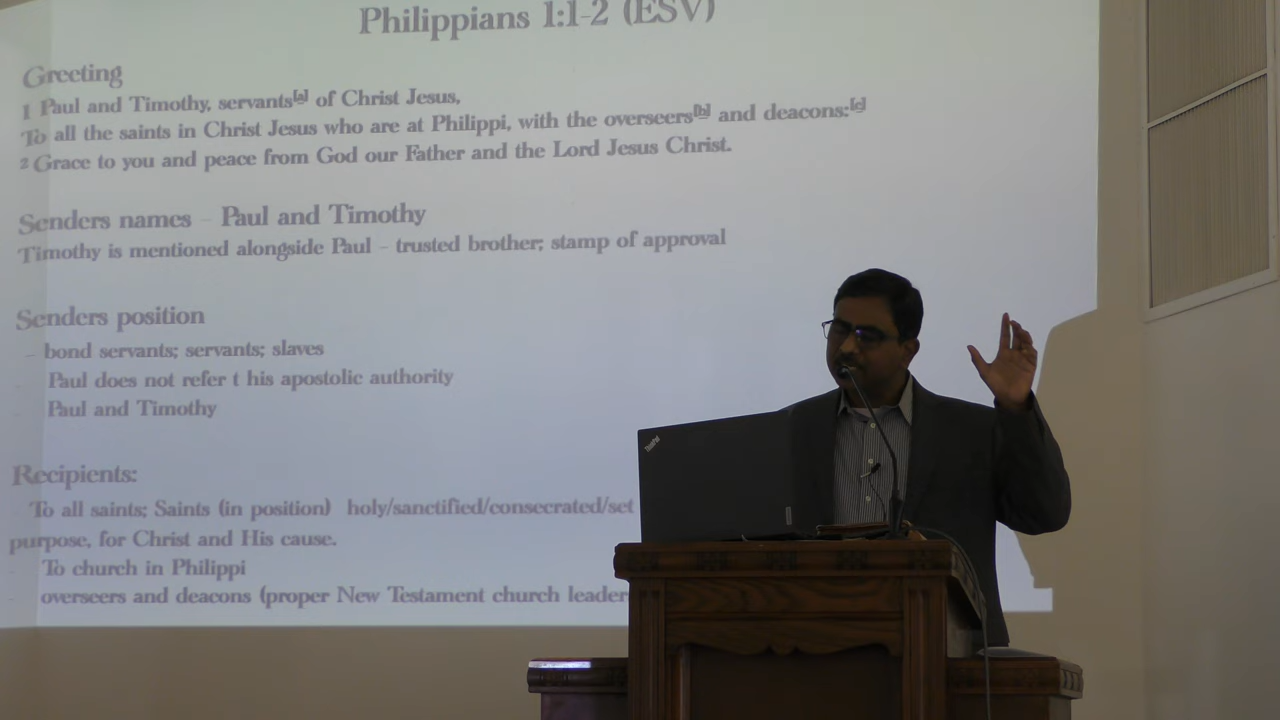 Philippians 1:1-2 (ESV)
Greeting
1 Paul and Timothy, servants[a] of Christ Jesus,
To all the saints in Christ Jesus who are at Philippi, with the overseers[b] and deacons:[c]
2 Grace to you and peace from God our Father and the Lord Jesus Christ.
Senders names - Paul and Timothy
Timothy is mentioned alongside Paul - trusted brother; stamp of approval
Senders position
- bond servants; servants; slaves
- Paul does not refer t his apostolic authority
- Paul and Timothy
Recipients:
- To all saints; Saints (in position) holy/sanctified/consecrated/set
purpose, for Christ and His cause.
- To church in Philippi
- overseers and deacons (proper New Testament church leader
ThinkPad